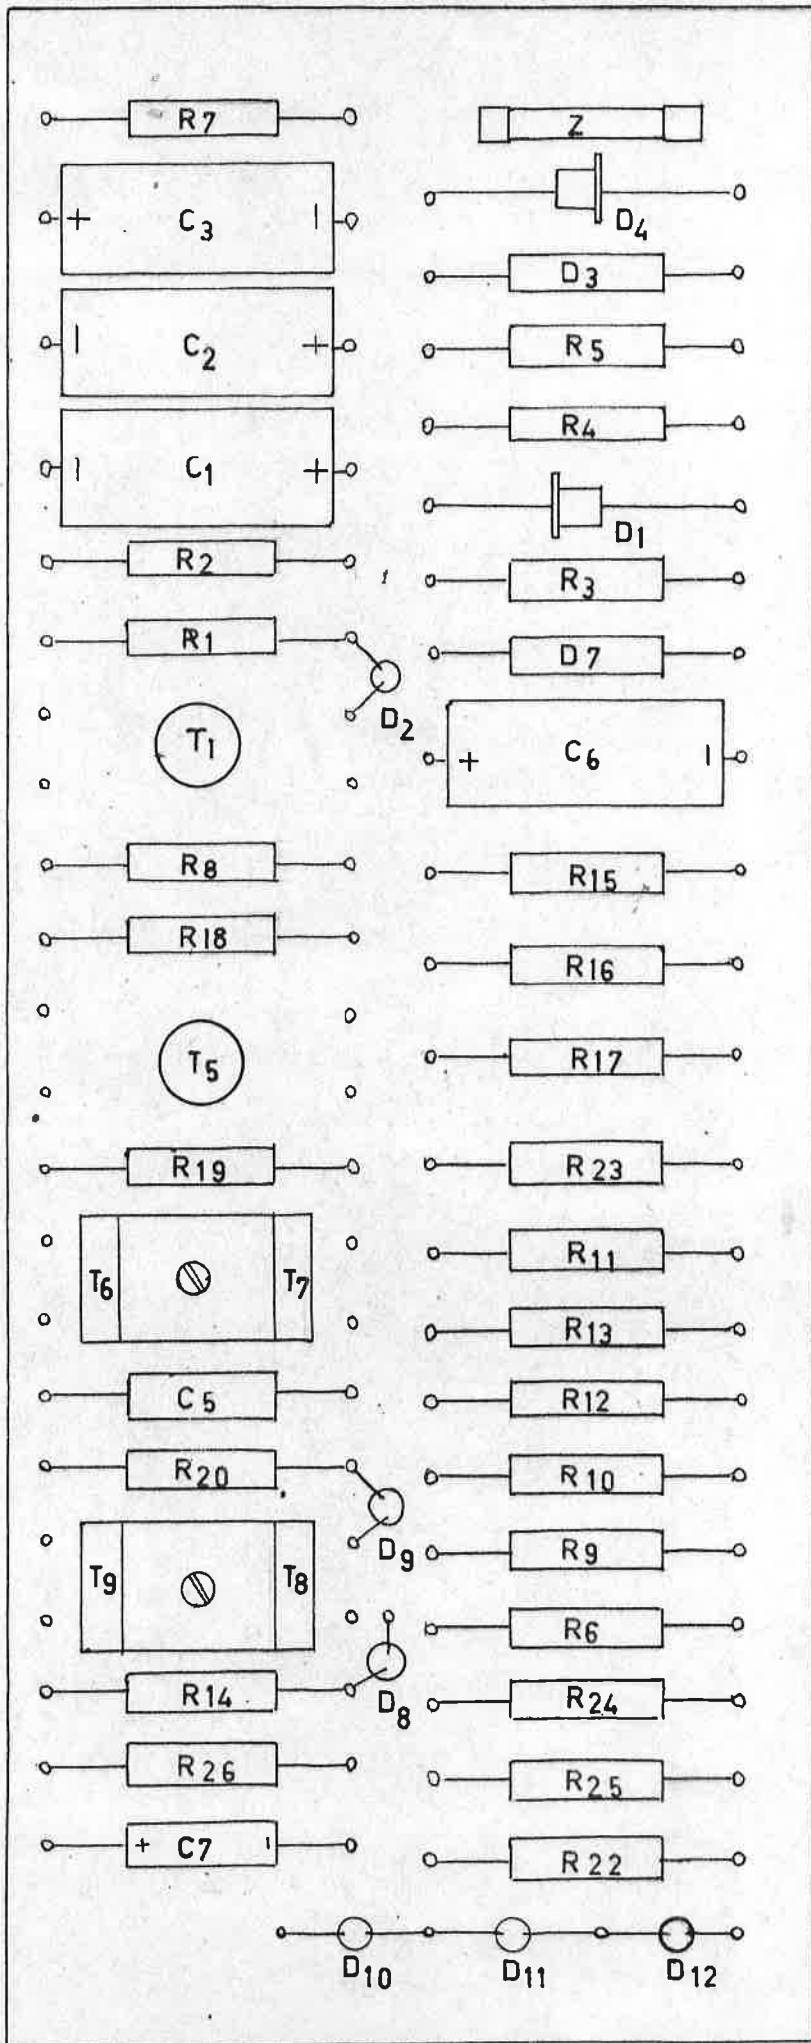 R7
C3
C2
C1
R2
R1
D2
T1
R8
R18
T5
R19
T6 T7
C5
R20
D9
T9 T8
R14
D8
R26
+ C7 -
Z
D4
D3
R5
R4
D1
R3
D7
+ C6 -
R15
R16
R17
R23
R11
R13
R12
R10
R9
R6
R24
R25
R22
D10 D11 D12